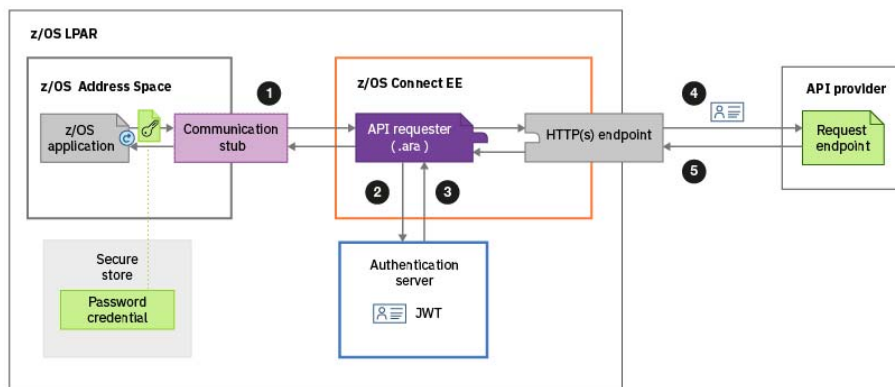 z/OS LPAR
z/OS Address Space
z/OS
application
Communication
stub
1
z/OS Connect EE
API requester
(.ara )
HTTP(s) endpoint
4
5
API provider
Request
endpoint
2
3
Secure
store
Password
credential
Authentication
server
JWT